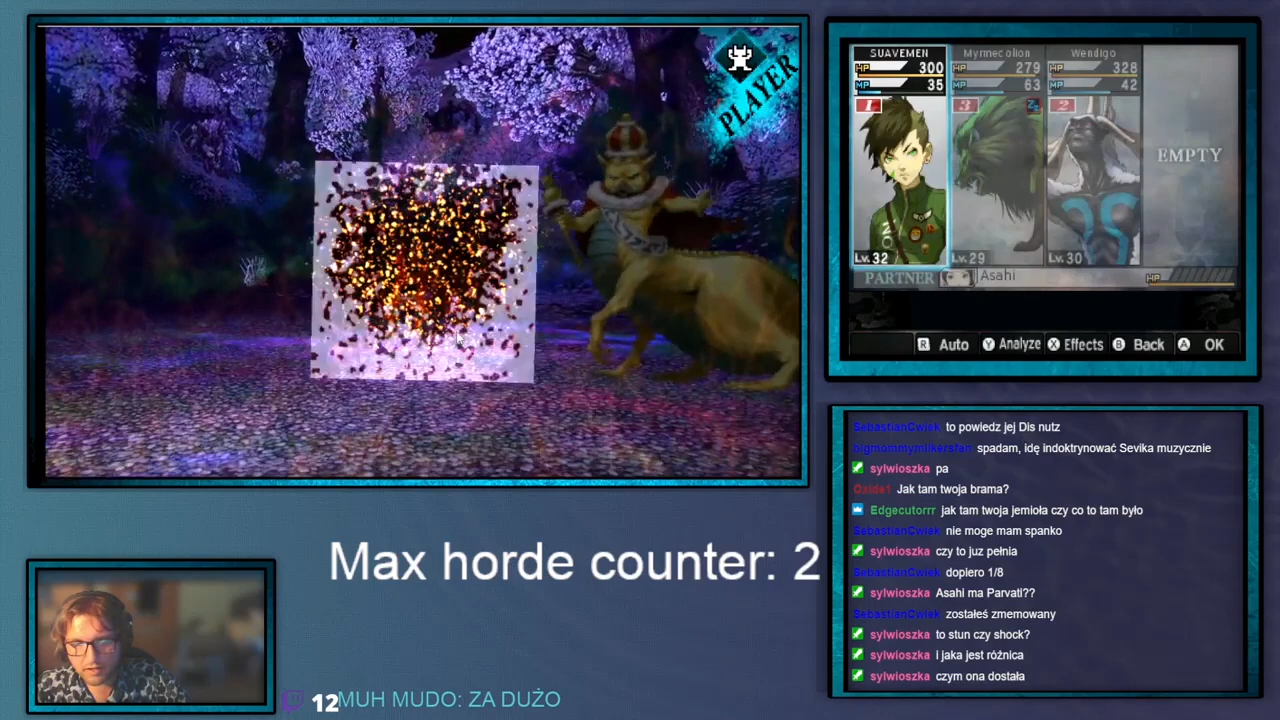 PLAYER
SUAVEMEN
HP 300
MP 35
1
Lv.32
Myrmecolion
HP 279
MP 63
3
Lv.29
Wendigo
HP 328
MP 42
2
Lv.30
EMPTY
PARTNER Asahi HP
R Auto Y Analyze X Effects B Back A OK
SebastianCwiek to powiedz jej Dis nutz
bigmommymilkersfan spadam, idę indoktrynować Sevika muzycznie
sylwioszka pa
Oxide1 Jak tam twoja brama?
Edgecutorrr jak tam twoja jemioła czy co to tam było
SebastianCwiek nie moge mam spanko
sylwioszka czy to juz pełnia
SebastianCwiek dopiero 1/8
sylwioszka Asahi ma Parvati??
SebastianCwiek zostałeś zmemowany
sylwioszka to stun czy shock?
sylwioszka i jaka jest różnica
sylwioszka czym ona dostała
Max horde counter: 2
12 MUH MUDO: ZA DUŻO